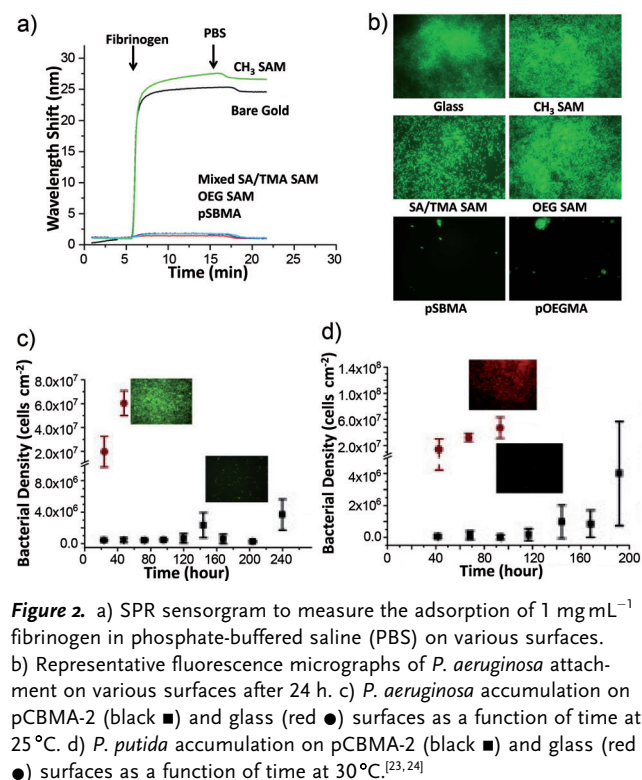 a)
Fibrinogen
PBS
CH₃ SAM
Bare Gold
Mixed SA/TMA SAM
OEG SAM
pSBMA
Wavelength Shift (nm)
30
25
20
15
10
5
0
0 5 10 15 20 25 30
Time (min)
b)
Glass CH₃ SAM
SA/TMA SAM OEG SAM
pSBMA pOEGMA
c)
Bacterial Density (cells cm⁻²)
8.0x10⁷
6.0x10⁷
4.0x10⁷
2.0x10⁷
4.0x10⁶
2.0x10⁶
0.0
0 40 80 120 160 200 240
Time (hour)
d)
Bacterial Density (cells cm⁻²)
1.4x10⁸
1.2x10⁸
1.0x10⁸
7x10⁷
4x10⁷
1x10⁷
4x10⁶
2x10⁶
0
0 40 80 120 160 200
Time (hour)
Figure 2. a) SPR sensorgram to measure the adsorption of 1 mg mL⁻¹
fibrinogen in phosphate-buffered saline (PBS) on various surfaces.
b) Representative fluorescence micrographs of P. aeruginosa attach-
ment on various surfaces after 24 h. c) P. aeruginosa accumulation on
pCBMA-2 (black ■) and glass (red ●) surfaces as a function of time at
25 °C. d) P. putida accumulation on pCBMA-2 (black ■) and glass (red
●) surfaces as a function of time at 30 °C.[23, 24]